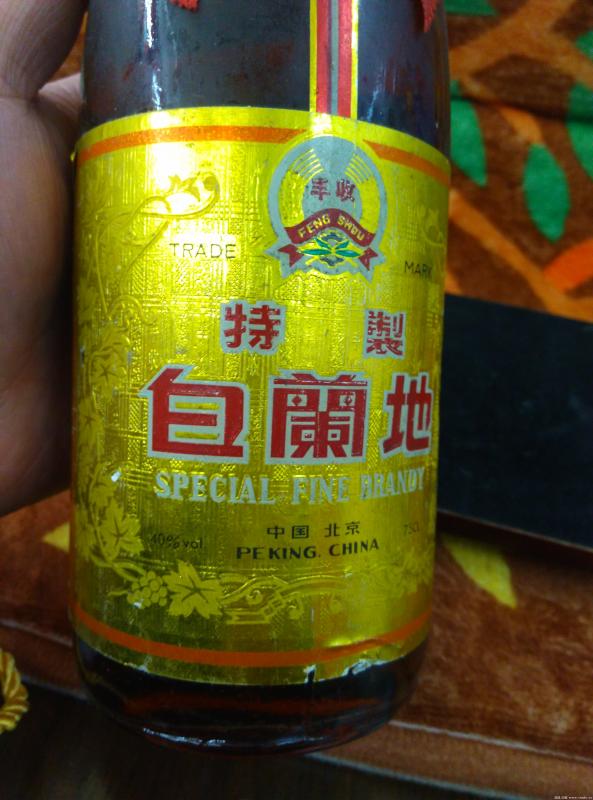 丰收
FENG SHOU
TRADE MARK
特製
白蘭地
SPECIAL FINE BRANDY
中国 北京
40%vol PEKING. CHINA 75CL